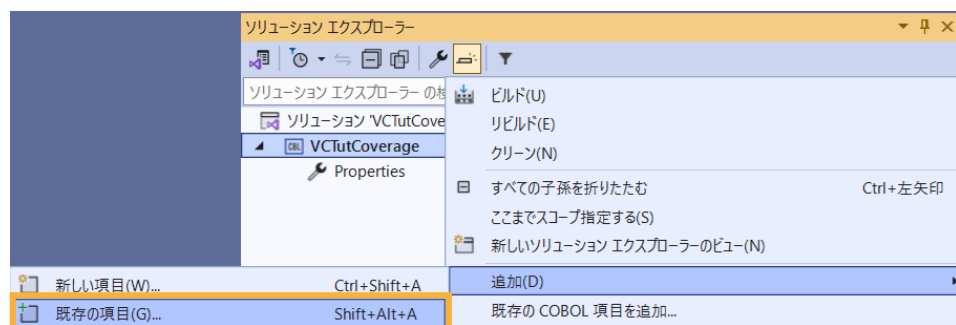 ソリューション エクスプローラー
ソリューション エクスプローラー の
ソリューション 'VCTutCove
VCTutCoverage
Properties
ビルド(U)
リビルド(E)
クリーン(N)
すべての子孫を折りたたむ Ctrl+左矢印
ここまでスコープ指定する(S)
新しいソリューション エクスプローラーのビュー(N)
追加(D)
既存の COBOL 項目を追加...
新しい項目(W)... Ctrl+Shift+A
既存の項目(G)... Shift+Alt+A